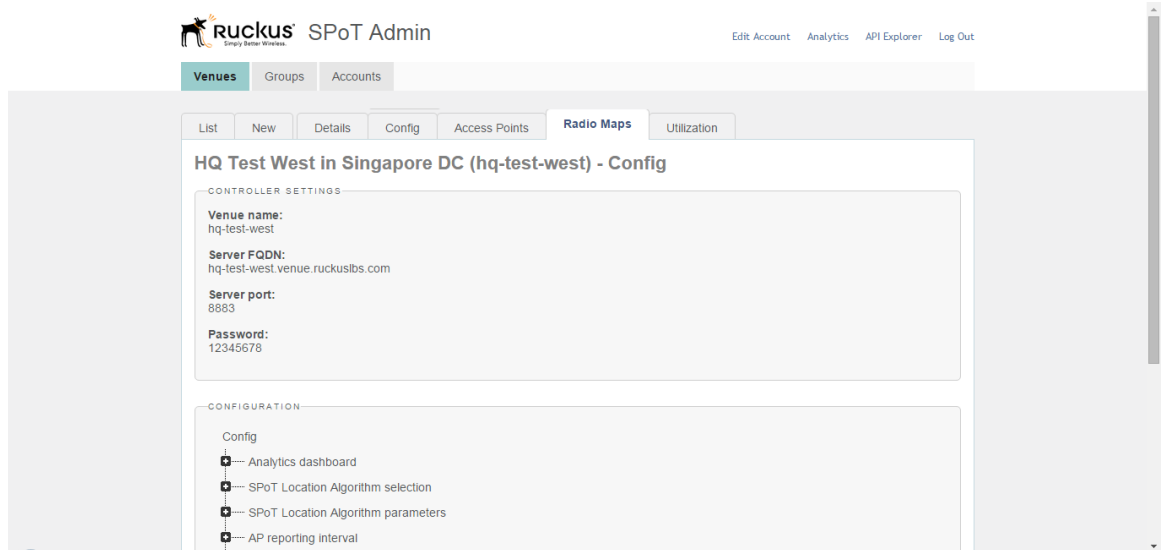 Ruckus SPoT Admin
Simply Better Wireless.
Edit Account Analytics API Explorer Log Out
Venues Groups Accounts
List New Details Config Access Points Radio Maps Utilization
HQ Test West in Singapore DC (hq-test-west) - Config
CONTROLLER SETTINGS
Venue name:
hq-test-west
Server FQDN:
hq-test-west.venue.ruckuslbs.com
Server port:
8883
Password:
12345678
CONFIGURATION
Config
Analytics dashboard
SPoT Location Algorithm selection
SPoT Location Algorithm parameters
AP reporting interval